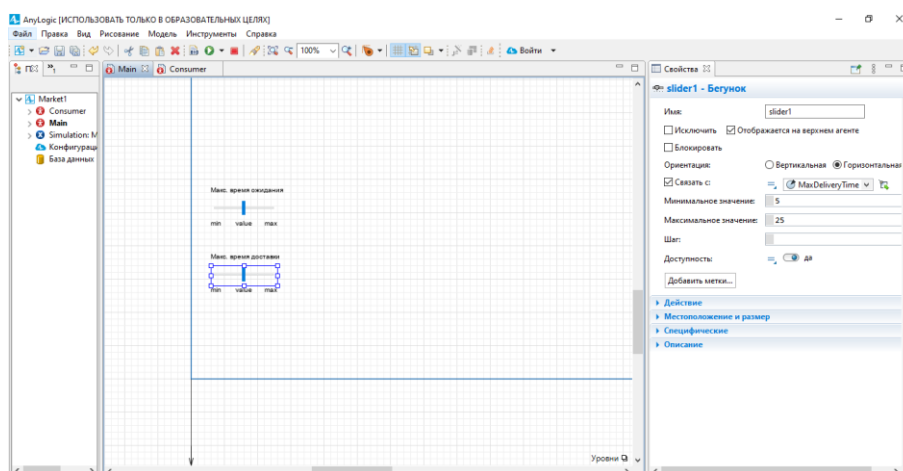 AnyLogic [ИСПОЛЬЗОВАТЬ ТОЛЬКО В ОБРАЗОВАТЕЛЬНЫХ ЦЕЛЯХ]
Файл Правка Вид Рисование Модель Инструменты Справка
100% Войти
Main Consumer
Market1
Consumer
Main
Simulation: M
Конфигураци
База данных
Макс. время ожидания
min value max
Макс. время доставки
min value max
Уровни
Свойства
slider1 - Бегунок
Имя: slider1
Исключить Отображается на верхнем агенте
Блокировать
Ориентация: Вертикальная Горизонтальная
Связать с: MaxDeliveryTime
Минимальное значение: 5
Максимальное значение: 25
Шаг:
Доступность: да
Добавить метки...
Действие
Местоположение и размер
Специфические
Описание